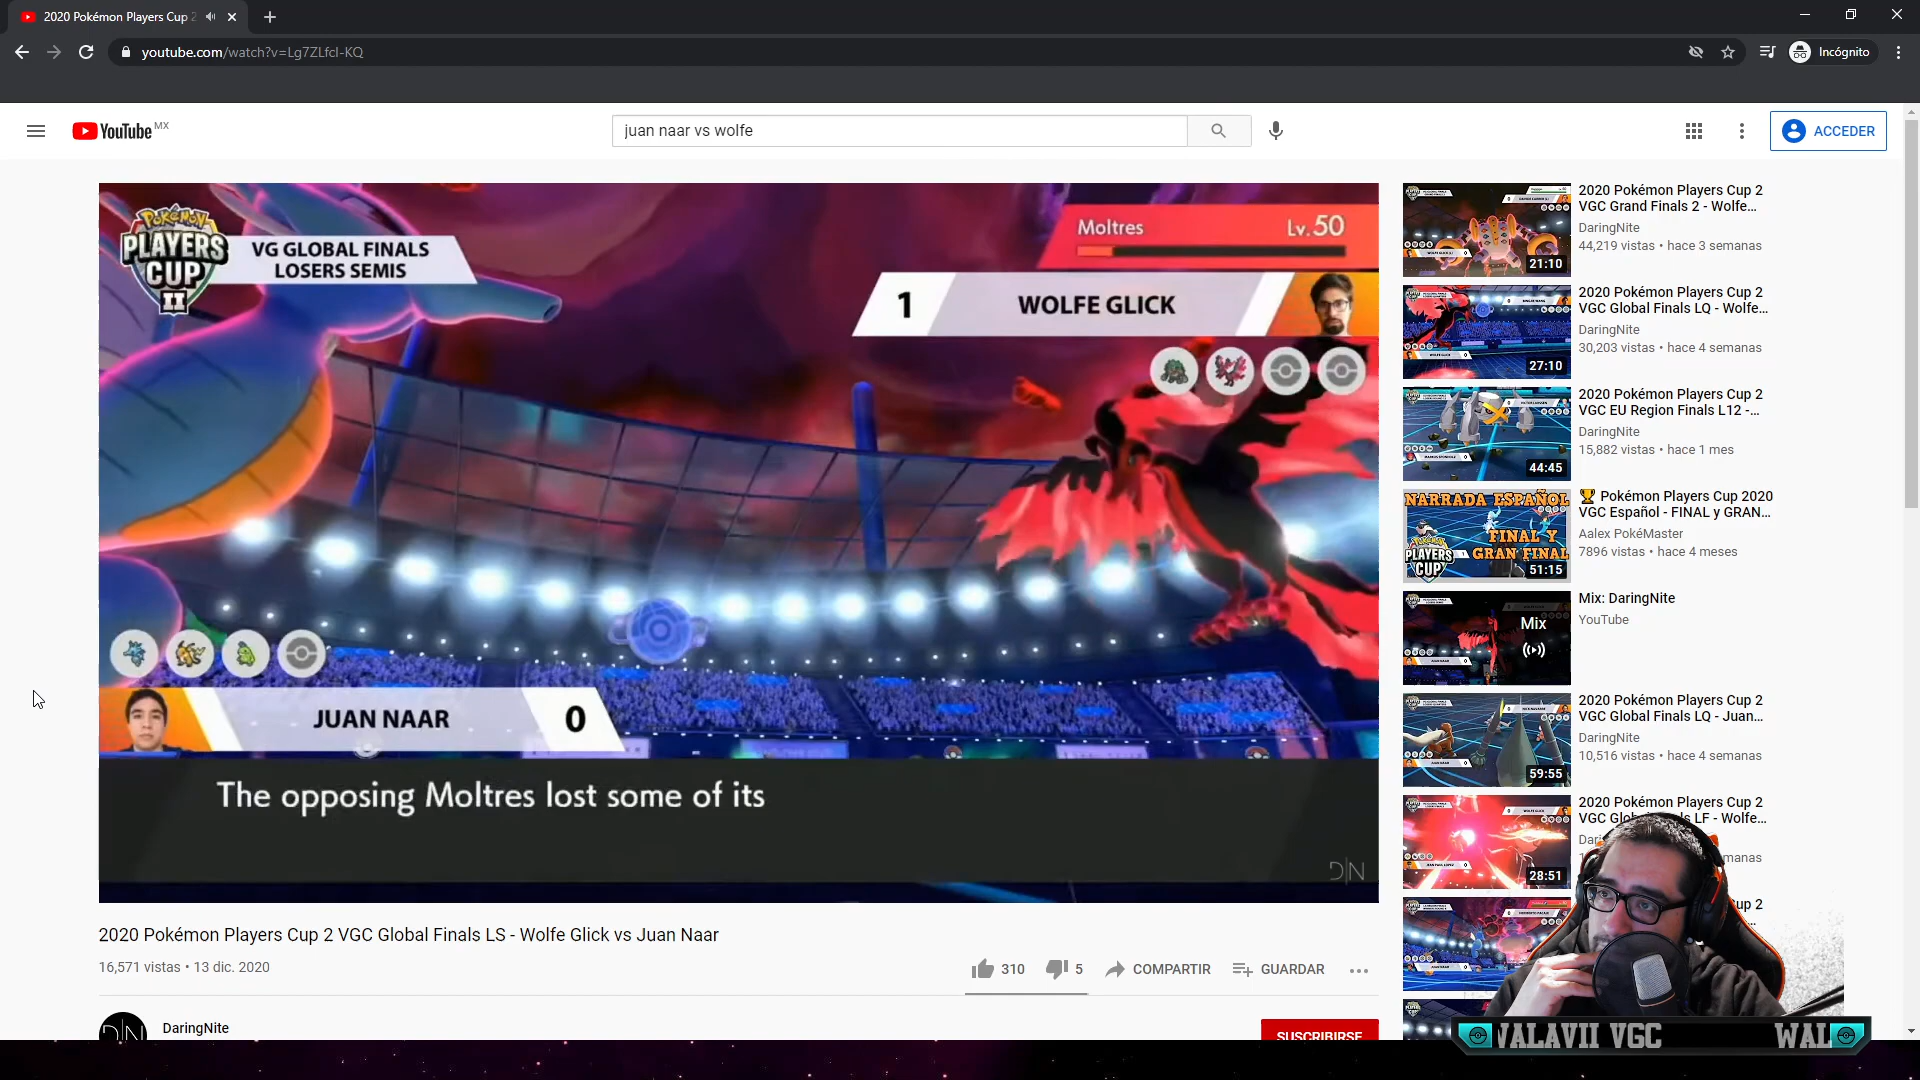 2020 Pokémon Players Cup 2
youtube.com/watch?v=Lg7ZLfcI-KQ
Incógnito
YouTube MX
juan naar vs wolfe
ACCEDER
Pokémon
PLAYERS
CUP
II
VG GLOBAL FINALS
LOSERS SEMIS
Moltres
Lv. 50
1
WOLFE GLICK
JUAN NAAR
0
The opposing Moltres lost some of its
D|N
2020 Pokémon Players Cup 2 VGC Global Finals LS - Wolfe Glick vs Juan Naar
16,571 vistas • 13 dic. 2020
310
5
COMPARTIR
GUARDAR
DaringNite
SUSCRIBIRSE
2020 Pokémon Players Cup 2
VGC Grand Finals 2 - Wolfe...
DaringNite
44,219 vistas • hace 3 semanas
21:10
2020 Pokémon Players Cup 2
VGC Global Finals LQ - Wolfe...
DaringNite
30,203 vistas • hace 4 semanas
27:10
2020 Pokémon Players Cup 2
VGC EU Region Finals L12 -...
DaringNite
15,882 vistas • hace 1 mes
44:45
NARRADA ESPAÑOL
FINAL Y
GRAN FINAL
PLAYERS
CUP
51:15
Pokémon Players Cup 2020
VGC Español - FINAL y GRAN...
Aalex PokéMaster
7896 vistas • hace 4 meses
Mix
Mix: DaringNite
YouTube
2020 Pokémon Players Cup 2
VGC Global Finals LQ - Juan...
DaringNite
10,516 vistas • hace 4 semanas
59:55
2020 Pokémon Players Cup 2
LF - Wolfe...
28:51
VALAVII VGC
WAL